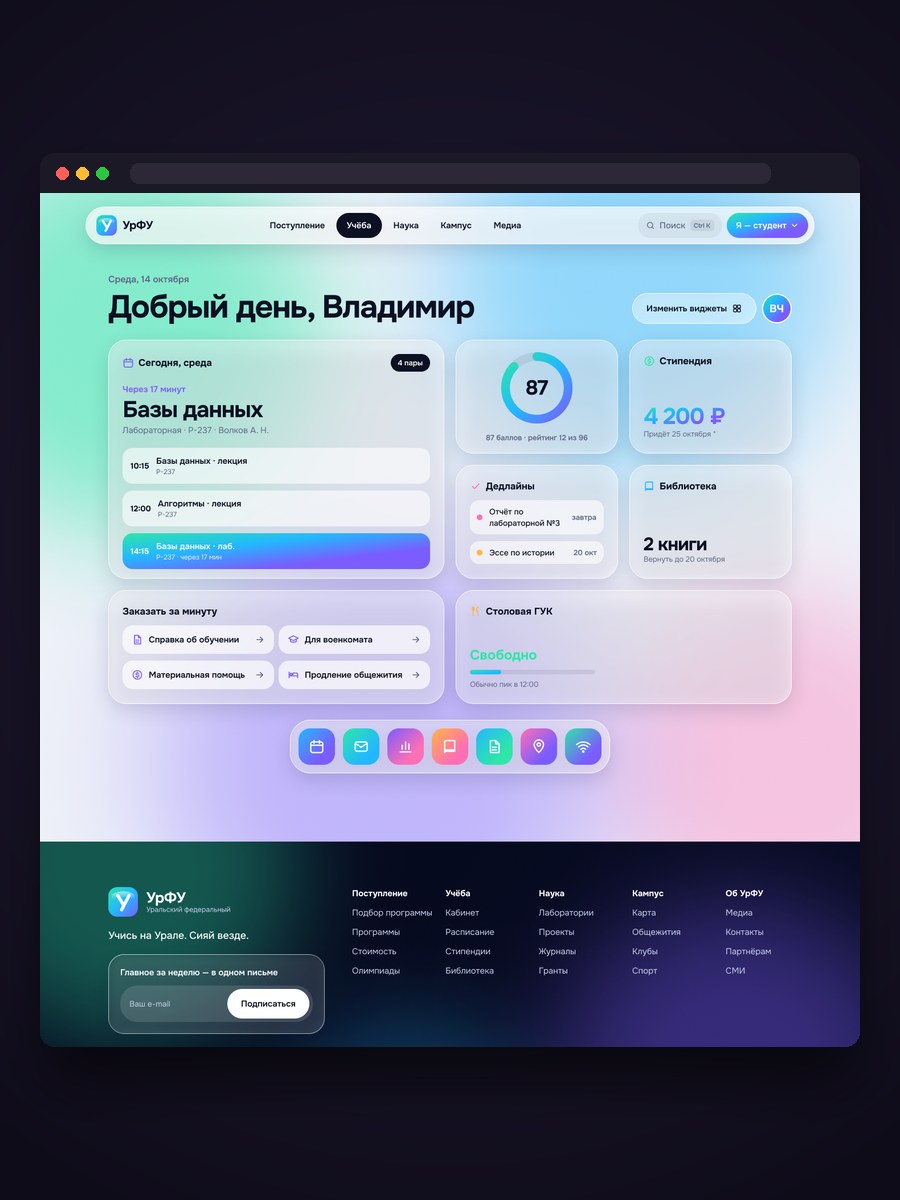 УрФУ
Поступление
Учёба
Наука
Кампус
Медиа
Поиск
Ctrl K
Я — студент
Среда, 14 октября
Добрый день, Владимир
Изменить виджеты
ВЧ
Сегодня, среда
4 пары
Через 17 минут
Базы данных
Лабораторная · Р-237 · Волков А. Н.
10:15
Базы данных · лекция
Р-237
12:00
Алгоритмы · лекция
Р-237
14:15
Базы данных · лаб.
Р-237 · через 17 мин
87
87 баллов · рейтинг 12 из 96
Стипендия
4 200 ₽
Придёт 25 октября *
Дедлайны
Отчёт по
лабораторной №3
завтра
Эссе по истории
20 окт
Библиотека
2 книги
Вернуть до 20 октября
Заказать за минуту
Справка об обучении
Для военкомата
Материальная помощь
Продление общежития
Столовая ГУК
Свободно
Обычно пик в 12:00
УрФУ
Уральский федеральный
Учись на Урале. Сияй везде.
Главное за неделю — в одном письме
Ваш e-mail
Подписаться
Поступление
Подбор программы
Программы
Стоимость
Олимпиады
Учёба
Кабинет
Расписание
Стипендии
Библиотека
Наука
Лаборатории
Проекты
Журналы
Гранты
Кампус
Карта
Общежития
Клубы
Спорт
Об УрФУ
Медиа
Контакты
Партнёрам
СМИ